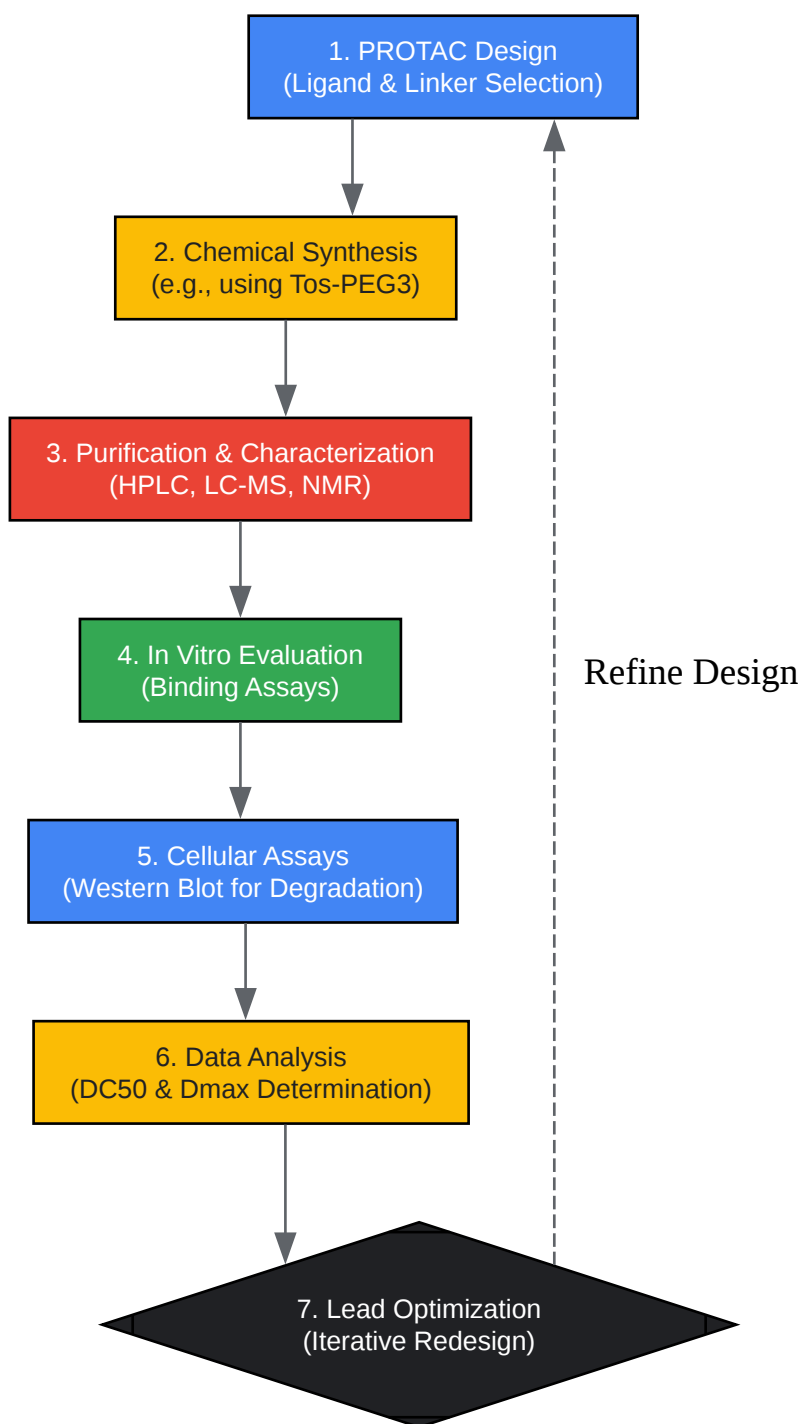 1. PROTAC Design
(Ligand & Linker Selection)
2. Chemical Synthesis
(e.g., using Tos-PEG3)
3. Purification & Characterization
(HPLC, LC-MS, NMR)
4. In Vitro Evaluation
(Binding Assays)
Refine Design
5. Cellular Assays
(Western Blot for Degradation)
6. Data Analysis
(DC50 & Dmax Determination)
7. Lead Optimization
(Iterative Redesign)